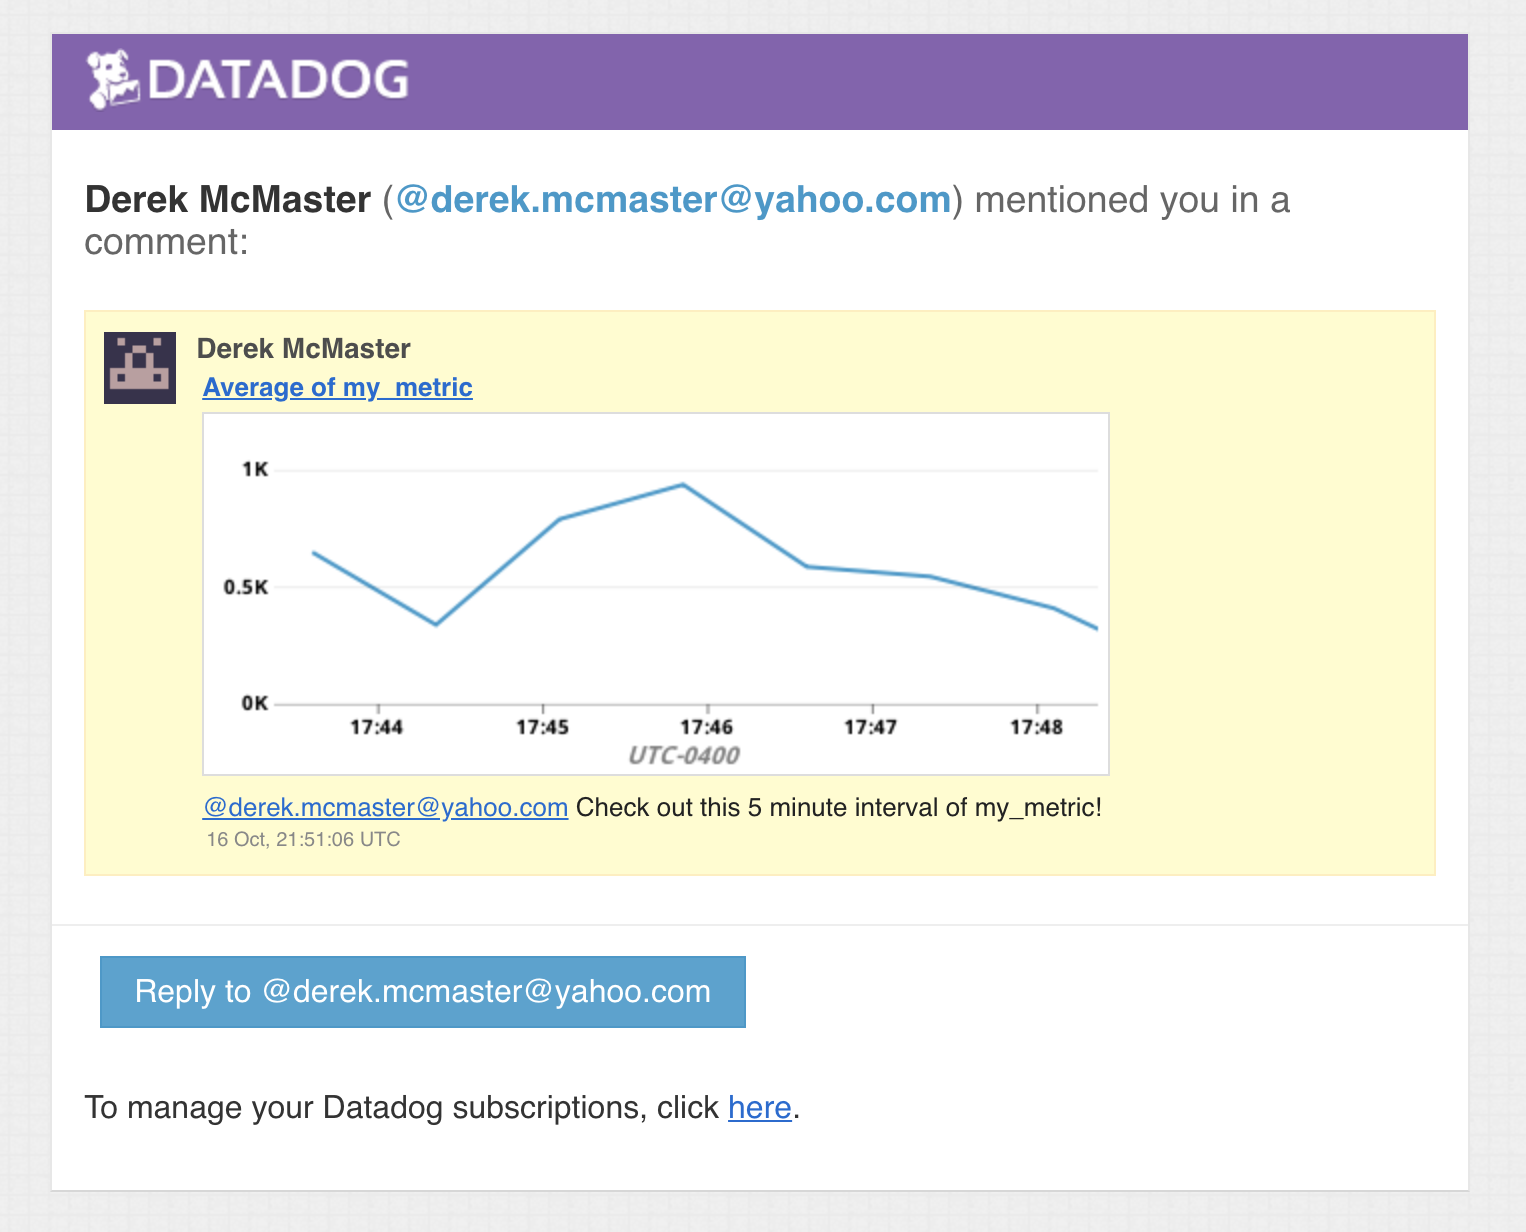 DATADOG
Derek McMaster (@derek.mcmaster@yahoo.com) mentioned you in a
comment:
Derek McMaster
Average of my_metric
1K
0.5K
0K
17:44 17:45 17:46 17:47 17:48
UTC-0400
@derek.mcmaster@yahoo.com Check out this 5 minute interval of my_metric!
16 Oct, 21:51:06 UTC
Reply to @derek.mcmaster@yahoo.com
To manage your Datadog subscriptions, click here.